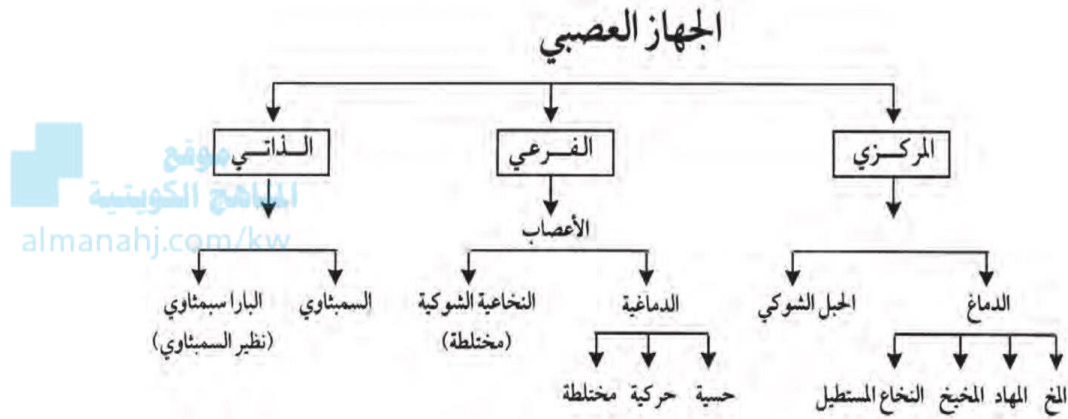 الجهاز العصبي
المركزي الفرعي الذاتي
موقع
المناهج الكويتية
almanahj.com/kw
الأعصاب
الدماغ الحبل الشوكي الدماغية النخاعية الشوكية السمبثاوي الباراسمبثاوي
(مختلطة) (نظير السمبثاوي)
المخ المهاد المخيخ النخاع المستطيل حسية حركية مختلطة